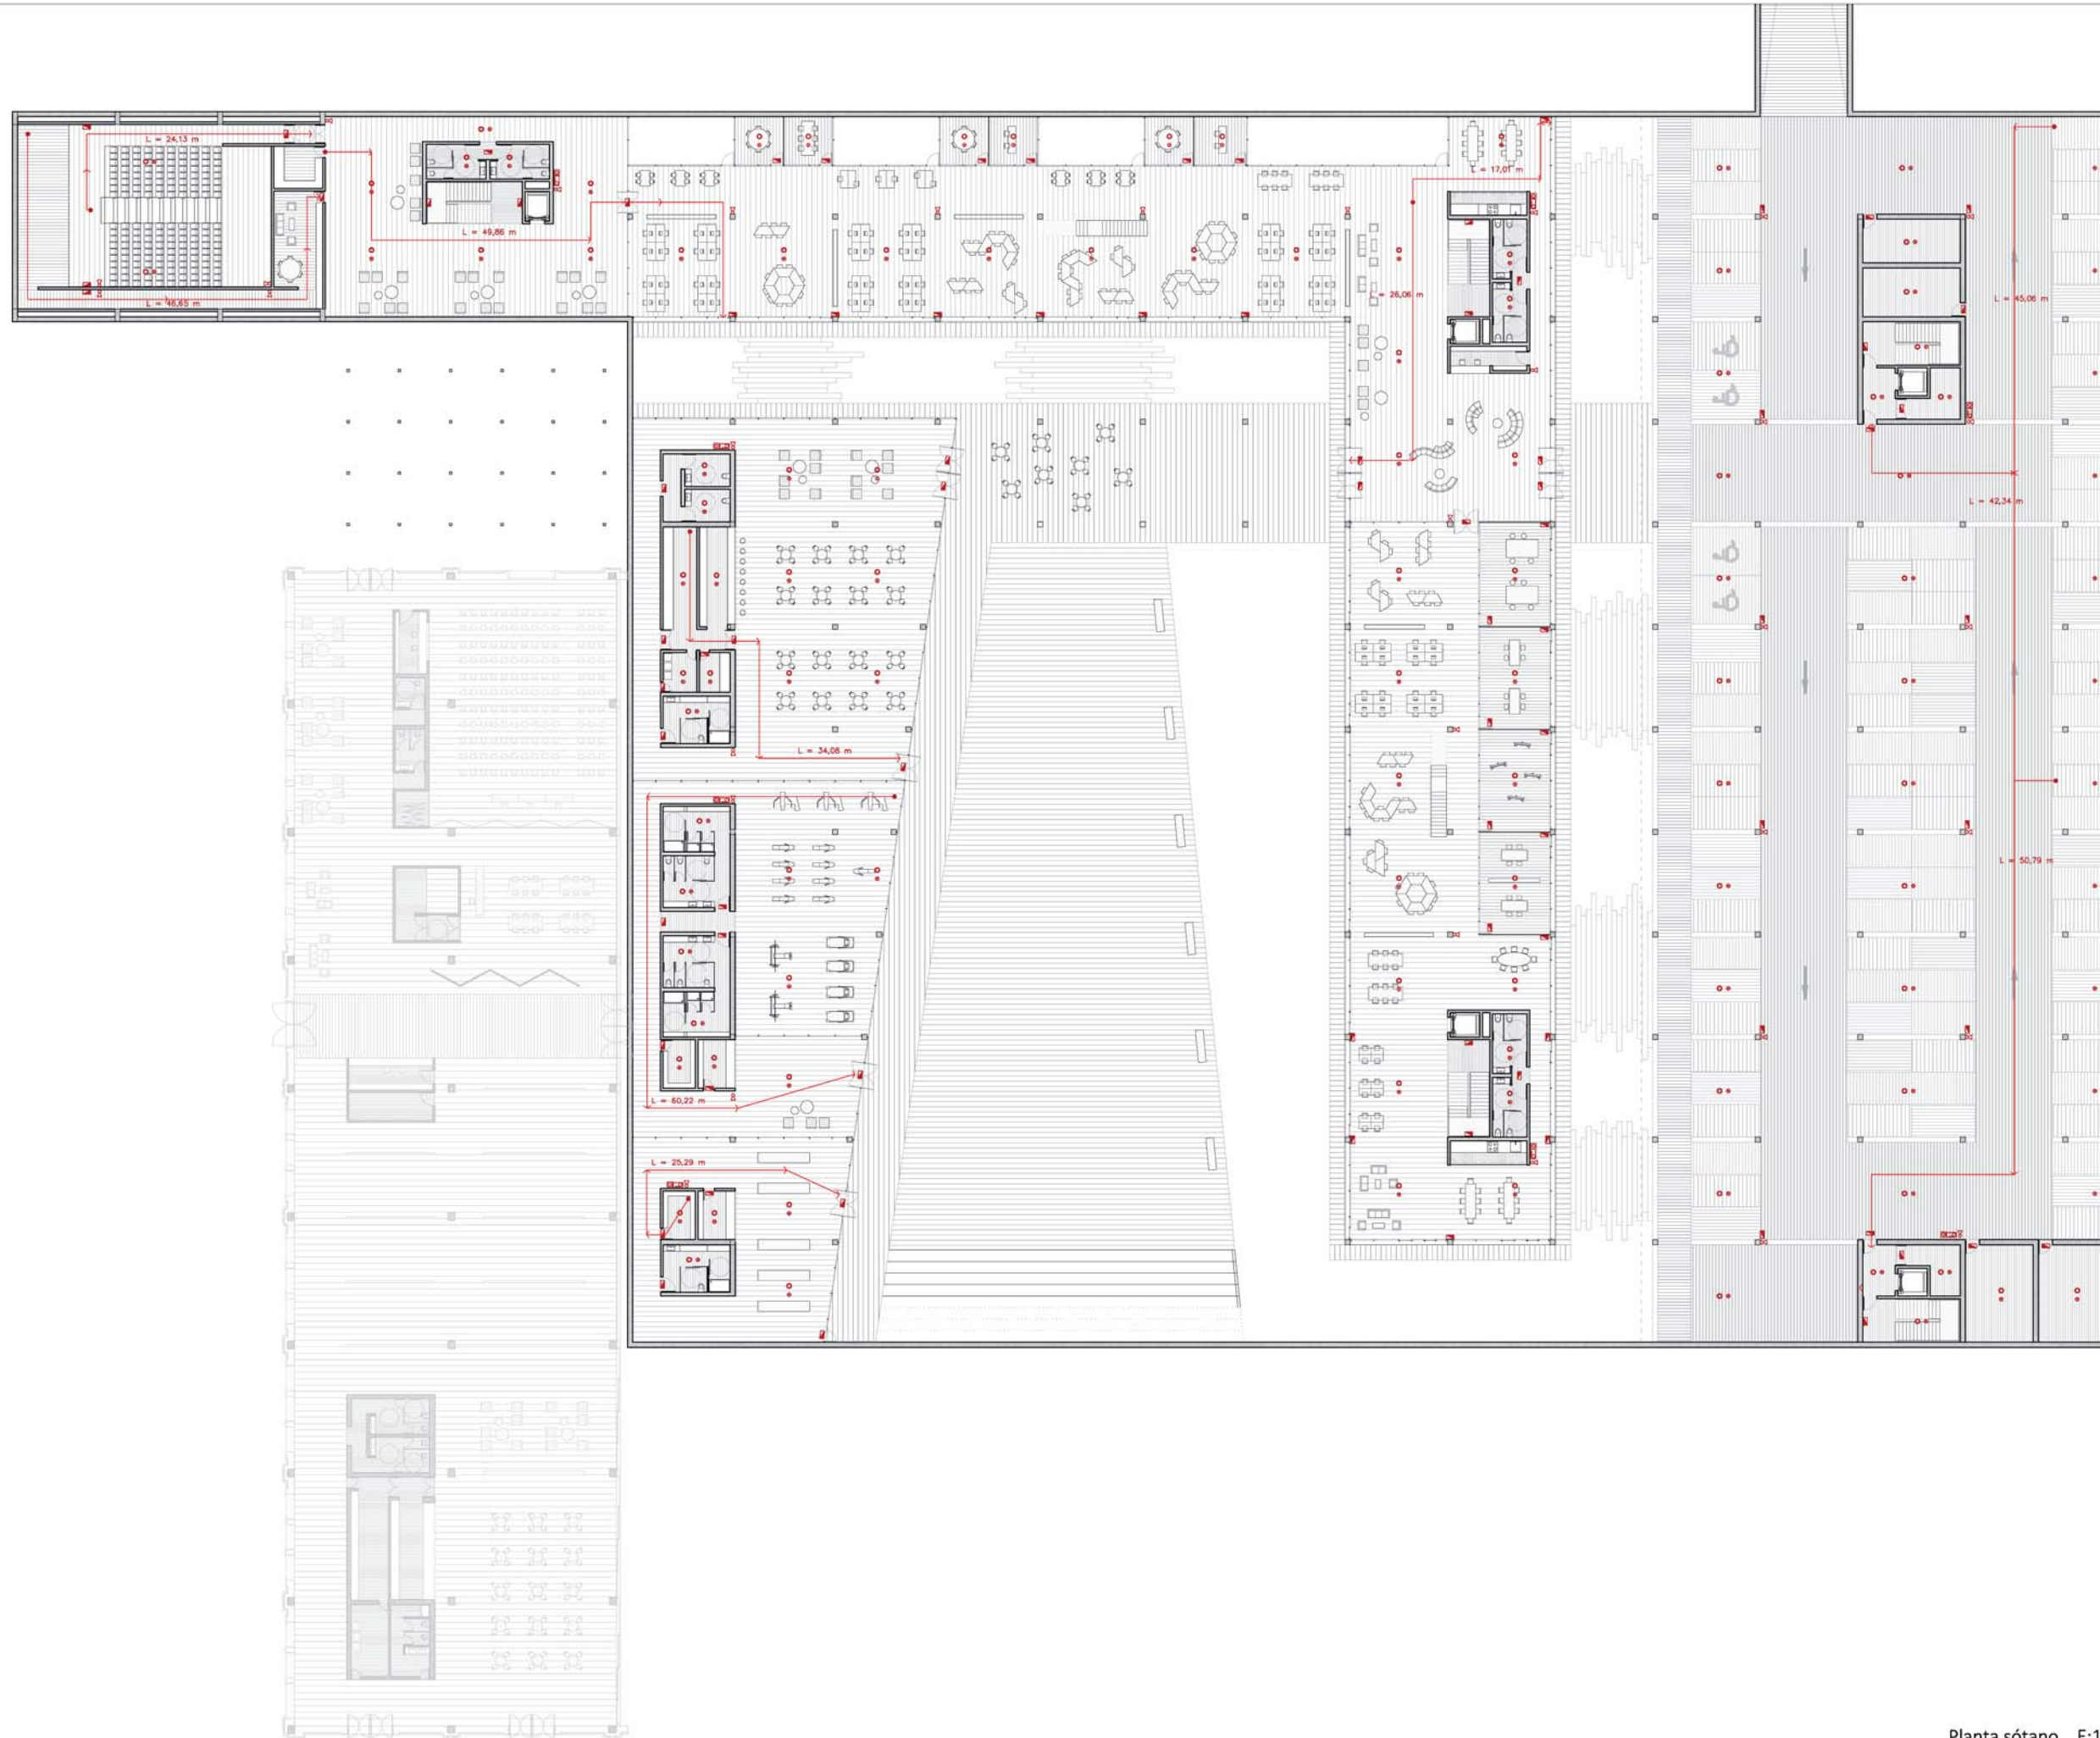 L = 24,13 m
L = 17,01 m
L = 49,86 m
= 26,06 m
L = 45,06 m
L = 46,65 m
L = 42,34 m
L = 34,08 m
L = 50,79 m
L = 60,22 m
L = 25,29 m
Planta sótano E:1